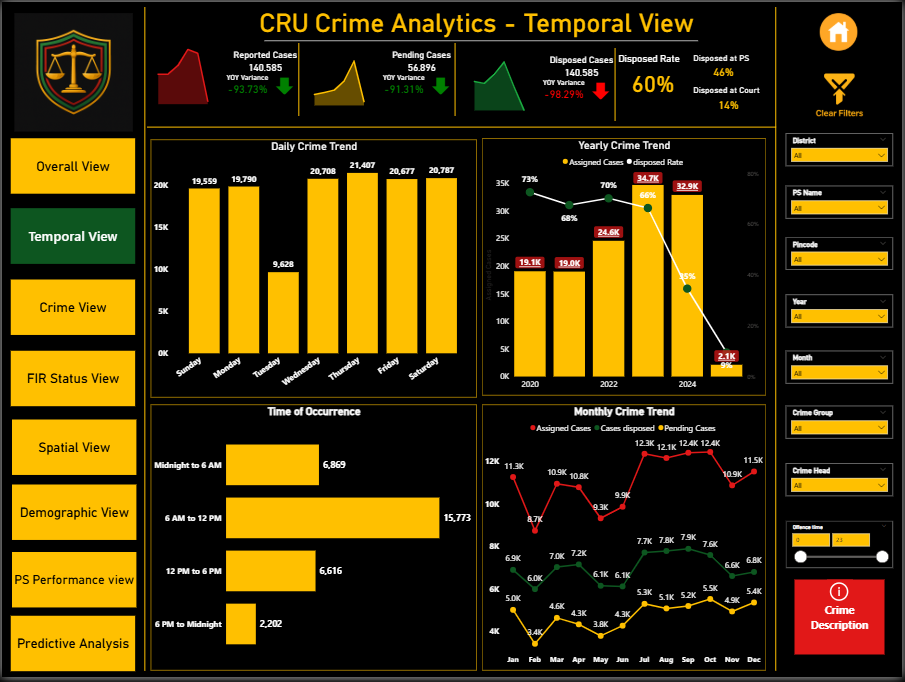 CRU Crime Analytics - Temporal View
Reported Cases
140.585
YOY Variance
-93.73%
Pending Cases
56.896
YOY Variance
-91.31%
Disposed Cases
140.585
YOY Variance
-98.29%
Disposed Rate
60%
Disposed at PS
46%
Disposed at Court
14%
Clear Filters
Overall View
Temporal View
Crime View
FIR Status View
Spatial View
Demographic View
PS Performance view
Predictive Analysis
Daily Crime Trend
20K
15K
10K
5K
0K
19,559
19,790
9,628
20,708
21,407
20,677
20,787
Sunday
Monday
Tuesday
Wednesday
Thursday
Friday
Saturday
Yearly Crime Trend
Assigned Cases disposed Rate
35K
30K
25K
20K
15K
10K
5K
0K
80%
60%
40%
20%
0%
Assigned Cases
73%
68%
70%
66%
35%
9%
19.1K
19.0K
24.6K
34.7K
32.9K
2.1K
2020
2022
2024
Time of Occurrence
Midnight to 6 AM
6,869
6 AM to 12 PM
15,773
12 PM to 6 PM
6,616
6 PM to Midnight
2,202
Monthly Crime Trend
Assigned Cases Cases disposed Pending Cases
12K
10K
8K
6K
4K
11.3K
8.7K
10.9K
10.8K
9.3K
9.9K
12.3K
12.1K
12.4K
12.4K
10.9K
11.5K
6.9K
6.0K
7.0K
7.2K
6.1K
6.1K
7.7K
7.8K
7.9K
7.6K
6.6K
6.8K
5.0K
3.4K
4.6K
4.3K
3.8K
4.3K
5.3K
5.1K
5.2K
5.5K
4.9K
5.4K
Jan
Feb
Mar
Apr
May
Jun
Jul
Aug
Sep
Oct
Nov
Dec
District
All
PS Name
All
Pincode
All
Year
All
Month
All
Crime Group
All
Crime Head
All
Offence time
0
23
Crime
Description